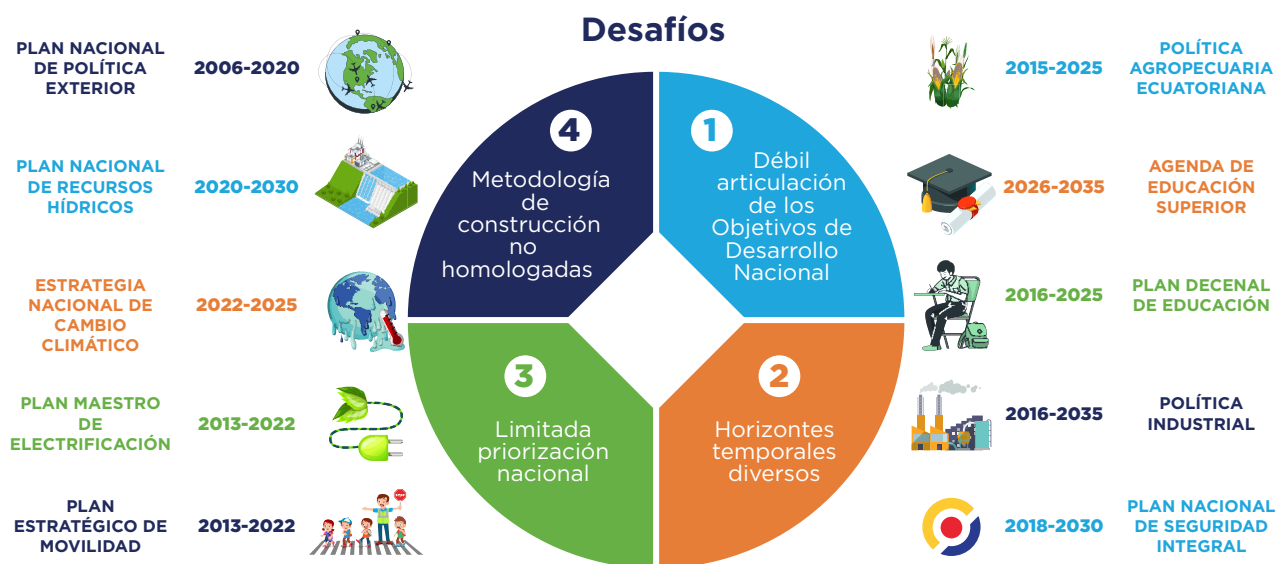 Desafíos
PLAN NACIONAL
DE POLÍTICA
EXTERIOR
2006-2020
PLAN NACIONAL
DE RECURSOS
HÍDRICOS
2020-2030
ESTRATEGIA
NACIONAL DE
CAMBIO
CLIMÁTICO
2022-2025
PLAN MAESTRO
DE
ELECTRIFICACIÓN
2013-2022
PLAN
ESTRATÉGICO DE
MOVILIDAD
2013-2022
STOP
4
Metodología
de
construcción
no
homologadas
1
Débil
articulación
de los
Objetivos de
Desarrollo
Nacional
3
Limitada
priorización
nacional
2
Horizontes
temporales
diversos
2015-2025
POLÍTICA
AGROPECUARIA
ECUATORIANA
2026-2035
AGENDA DE
EDUCACIÓN
SUPERIOR
2016-2025
PLAN DECENAL
DE EDUCACIÓN
2016-2035
POLÍTICA
INDUSTRIAL
2018-2030
PLAN NACIONAL
DE SEGURIDAD
INTEGRAL